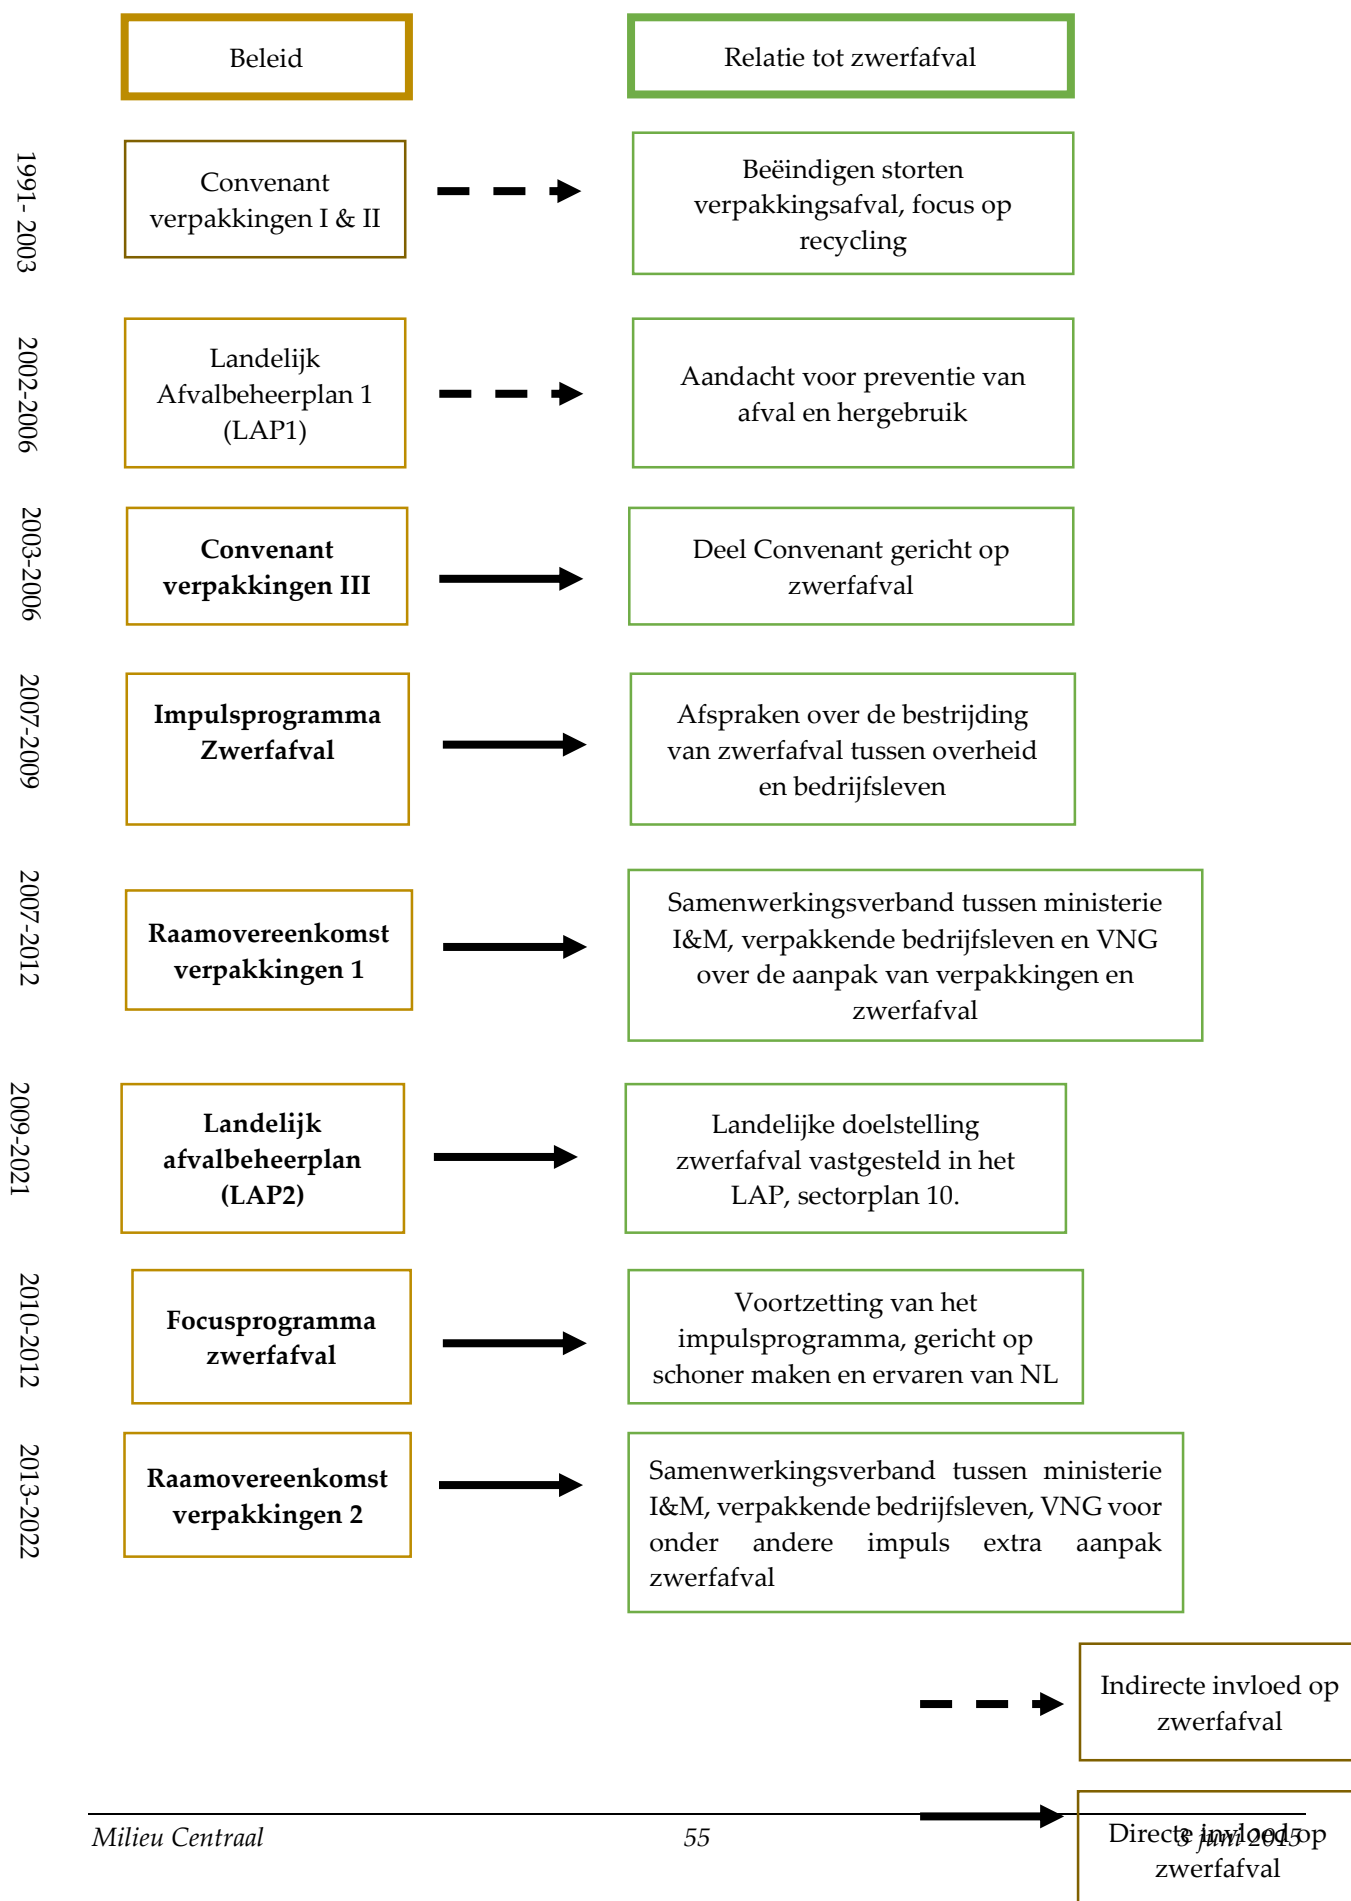 Beleid
Relatie tot zwerfafval
1991- 2003
Convenant
verpakkingen I & II
Beëindigen storten
verpakkingsafval, focus op
recycling
2002-2006
Landelijk
Afvalbeheerplan 1
(LAP1)
Aandacht voor preventie van
afval en hergebruik
2003-2006
Convenant
verpakkingen III
Deel Convenant gericht op
zwerfafval
2007-2009
Impulsprogramma
Zwerfafval
Afspraken over de bestrijding
van zwerfafval tussen overheid
en bedrijfsleven
2007-2012
Raamovereenkomst
verpakkingen 1
Samenwerkingsverband tussen ministerie
I&M, verpakkende bedrijfsleven en VNG
over de aanpak van verpakkingen en
zwerfafval
2009-2021
Landelijk
afvalbeheerplan
(LAP2)
Landelijke doelstelling
zwerfafval vastgesteld in het
LAP, sectorplan 10.
2010-2012
Focusprogramma
zwerfafval
Voortzetting van het
impulsprogramma, gericht op
schoner maken en ervaren van NL
2013-2022
Raamovereenkomst
verpakkingen 2
Samenwerkingsverband tussen ministerie
I&M, verpakkende bedrijfsleven, VNG voor
onder andere impuls extra aanpak
zwerfafval
Indirecte invloed op
zwerfafval
Directe invloed op
zwerfafval
Milieu Centraal
55
3 juni 2015